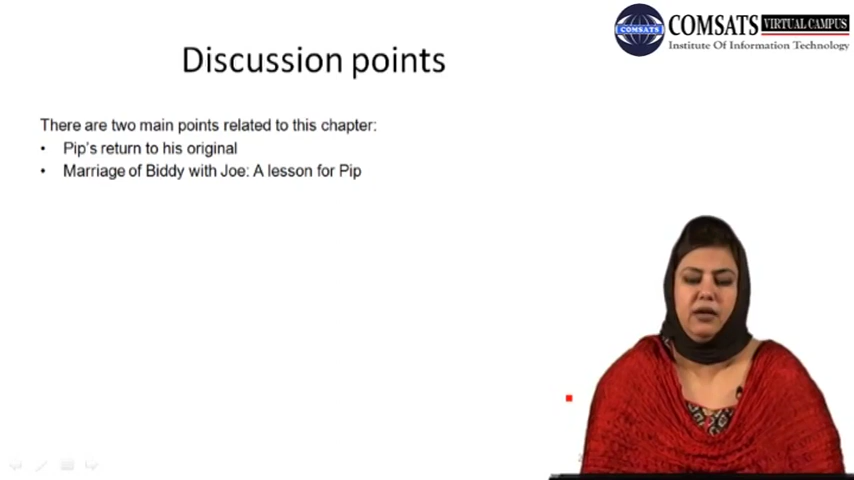 COMSATS VIRTUAL CAMPUS
Institute Of Information Technology
COMSATS
Discussion points
There are two main points related to this chapter:
• Pip's return to his original
• Marriage of Biddy with Joe: A lesson for Pip